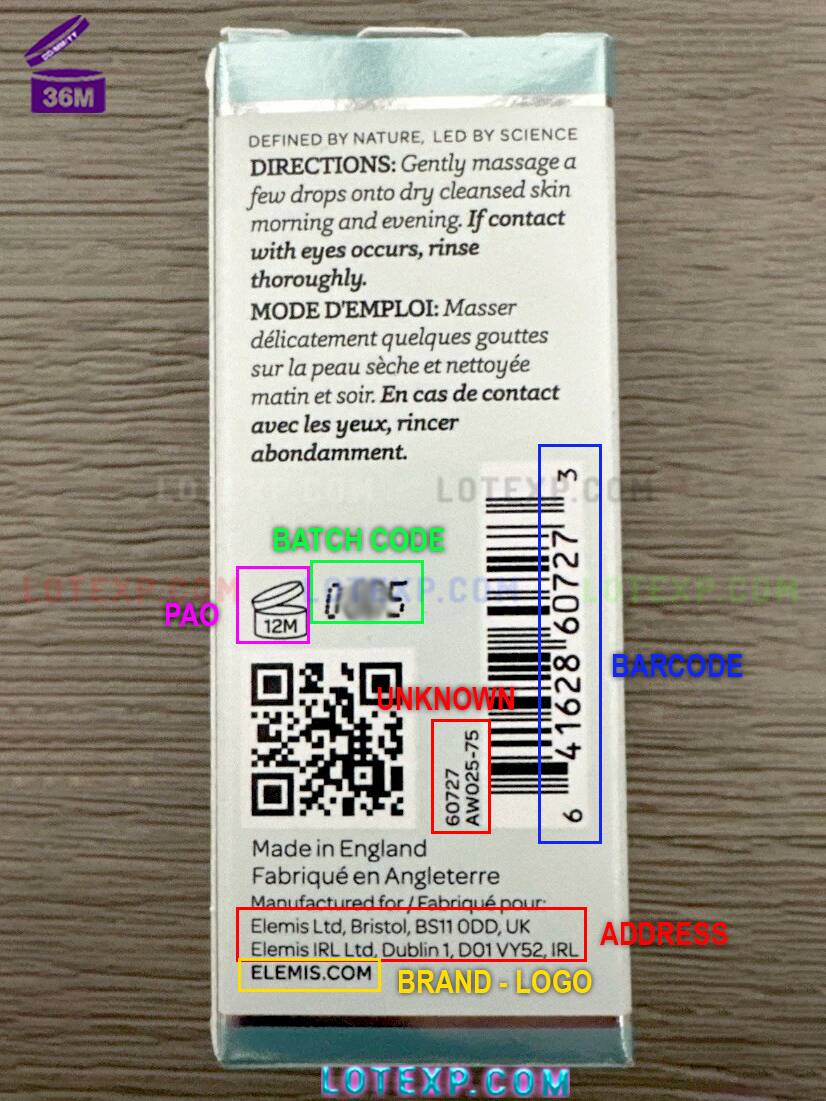 DD/MM/YY
36M
DEFINED BY NATURE, LED BY SCIENCE
DIRECTIONS: Gently massage a
few drops onto dry cleansed skin
morning and evening. If contact
with eyes occurs, rinse
thoroughly.
MODE D'EMPLOI: Masser
délicatement quelques gouttes
sur la peau sèche et nettoyée
matin et soir. En cas de contact
avec les yeux, rincer
abondamment.
LOTEXP.COM LOTEXP.COM
BATCH CODE
LOTEXP.COM LOTEXP.COM LOTEXP.COM
PAO
12M
BARCODE
6 41628 60727 3
UNKNOWN
60727
AW025-75
Made in England
Fabriqué en Angleterre
Manufactured for / Fabriqué pour:
Elemis Ltd, Bristol, BS11 0DD, UK
Elemis IRL Ltd, Dublin 1, D01 VY52, IRL
ADDRESS
ELEMIS.COM
BRAND - LOGO
LOTEXP.COM